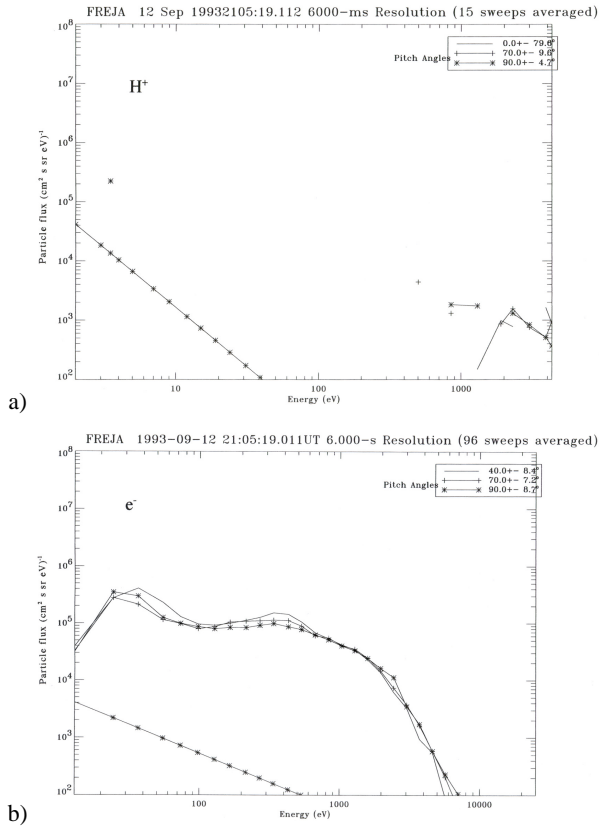 FREJA 12 Sep 19932105:19.112 6000-ms Resolution (15 sweeps averaged)
10⁸
10⁷
10⁶
10⁵
10⁴
10³
10²
Particle flux (cm² s sr eV)⁻¹
Pitch Angles
0.0+- 79.8°
70.0+- 9.6°
90.0+- 4.7°
H⁺
10 100 1000
Energy (eV)
a)
FREJA 1993-09-12 21:05:19.011UT 6.000-s Resolution (96 sweeps averaged)
10⁸
10⁷
10⁶
10⁵
10⁴
10³
10²
Particle flux (cm² s sr eV)⁻¹
Pitch Angles
40.0+- 8.4°
70.0+- 7.2°
90.0+- 8.7°
e⁻
100 1000 10000
Energy (eV)
b)